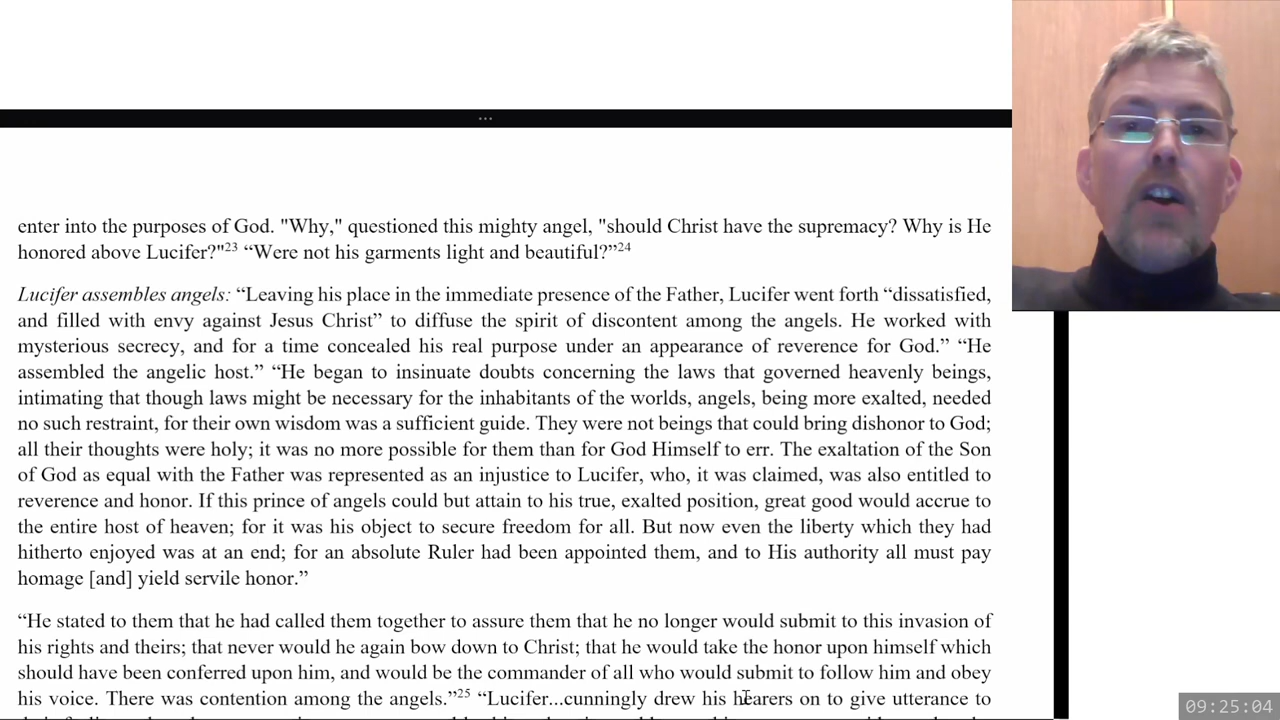 enter into the purposes of God. "Why," questioned this mighty angel, "should Christ have the supremacy? Why is He
honored above Lucifer?"23 “Were not his garments light and beautiful?”24
Lucifer assembles angels: “Leaving his place in the immediate presence of the Father, Lucifer went forth “dissatisfied,
and filled with envy against Jesus Christ” to diffuse the spirit of discontent among the angels. He worked with
mysterious secrecy, and for a time concealed his real purpose under an appearance of reverence for God.” “He
assembled the angelic host.” “He began to insinuate doubts concerning the laws that governed heavenly beings,
intimating that though laws might be necessary for the inhabitants of the worlds, angels, being more exalted, needed
no such restraint, for their own wisdom was a sufficient guide. They were not beings that could bring dishonor to God;
all their thoughts were holy; it was no more possible for them than for God Himself to err. The exaltation of the Son
of God as equal with the Father was represented as an injustice to Lucifer, who, it was claimed, was also entitled to
reverence and honor. If this prince of angels could but attain to his true, exalted position, great good would accrue to
the entire host of heaven; for it was his object to secure freedom for all. But now even the liberty which they had
hitherto enjoyed was at an end; for an absolute Ruler had been appointed them, and to His authority all must pay
homage [and] yield servile honor.”
“He stated to them that he had called them together to assure them that he no longer would submit to this invasion of
his rights and theirs; that never would he again bow down to Christ; that he would take the honor upon himself which
should have been conferred upon him, and would be the commander of all who would submit to follow him and obey
his voice. There was contention among the angels.”25 “Lucifer...cunningly drew his hearers on to give utterance to
09:25:04